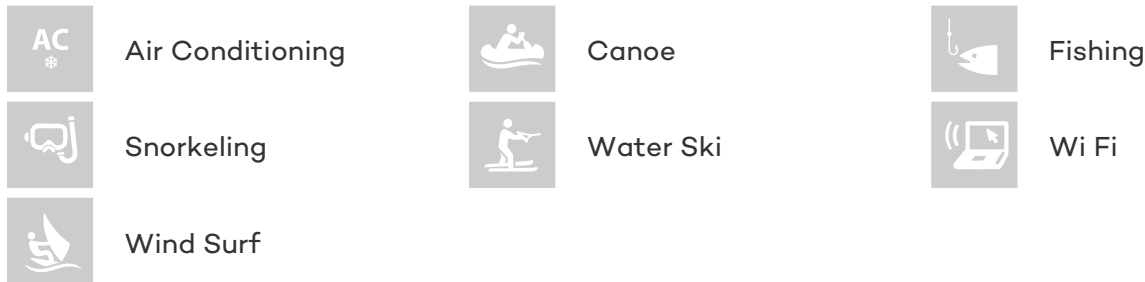 AC
Air Conditioning
Canoe
Fishing
Snorkeling
Water Ski
Wi Fi
Wind Surf